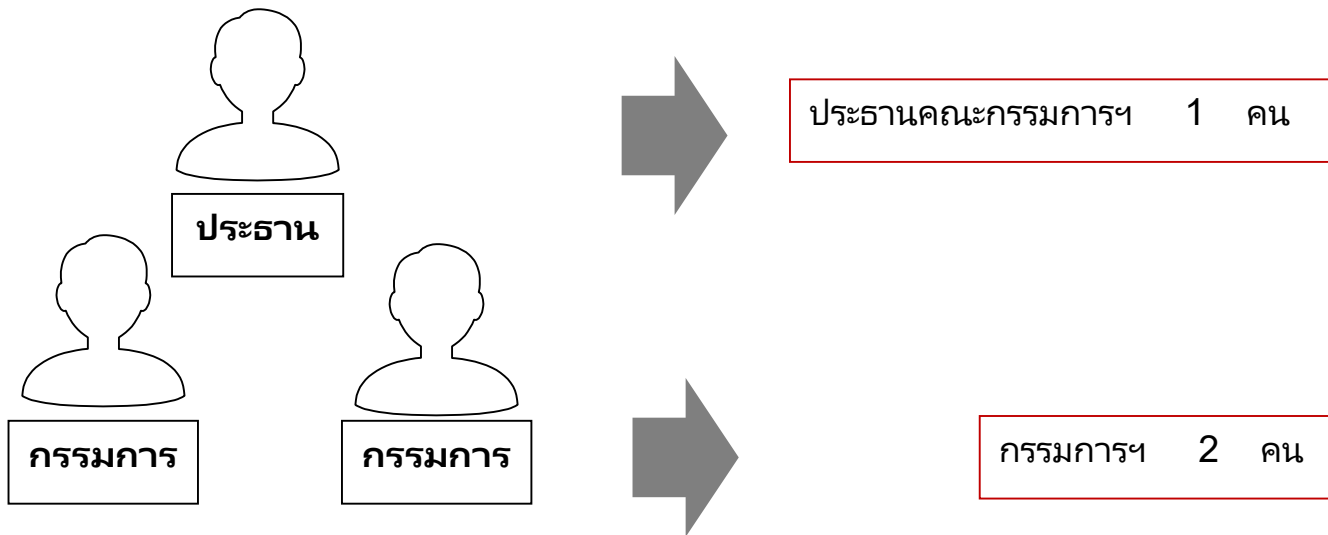 ประธานคณะกรรมการฯ 1 คน
ประธาน
กรรมการ กรรมการ
กรรมการฯ 2 คน